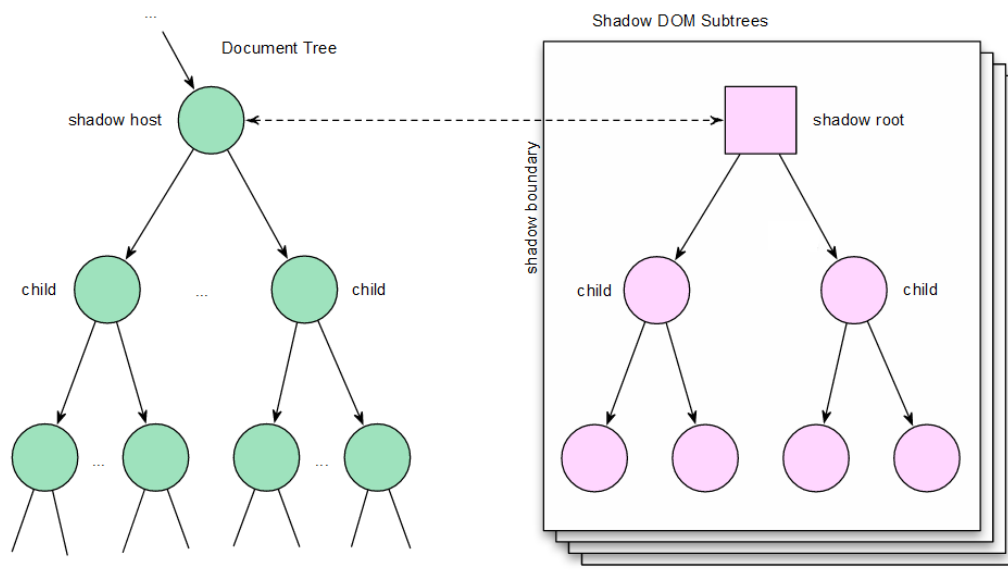 ...
Document Tree
Shadow DOM Subtrees
shadow host
shadow root
shadow boundary
child
...
child
child
child
...
...